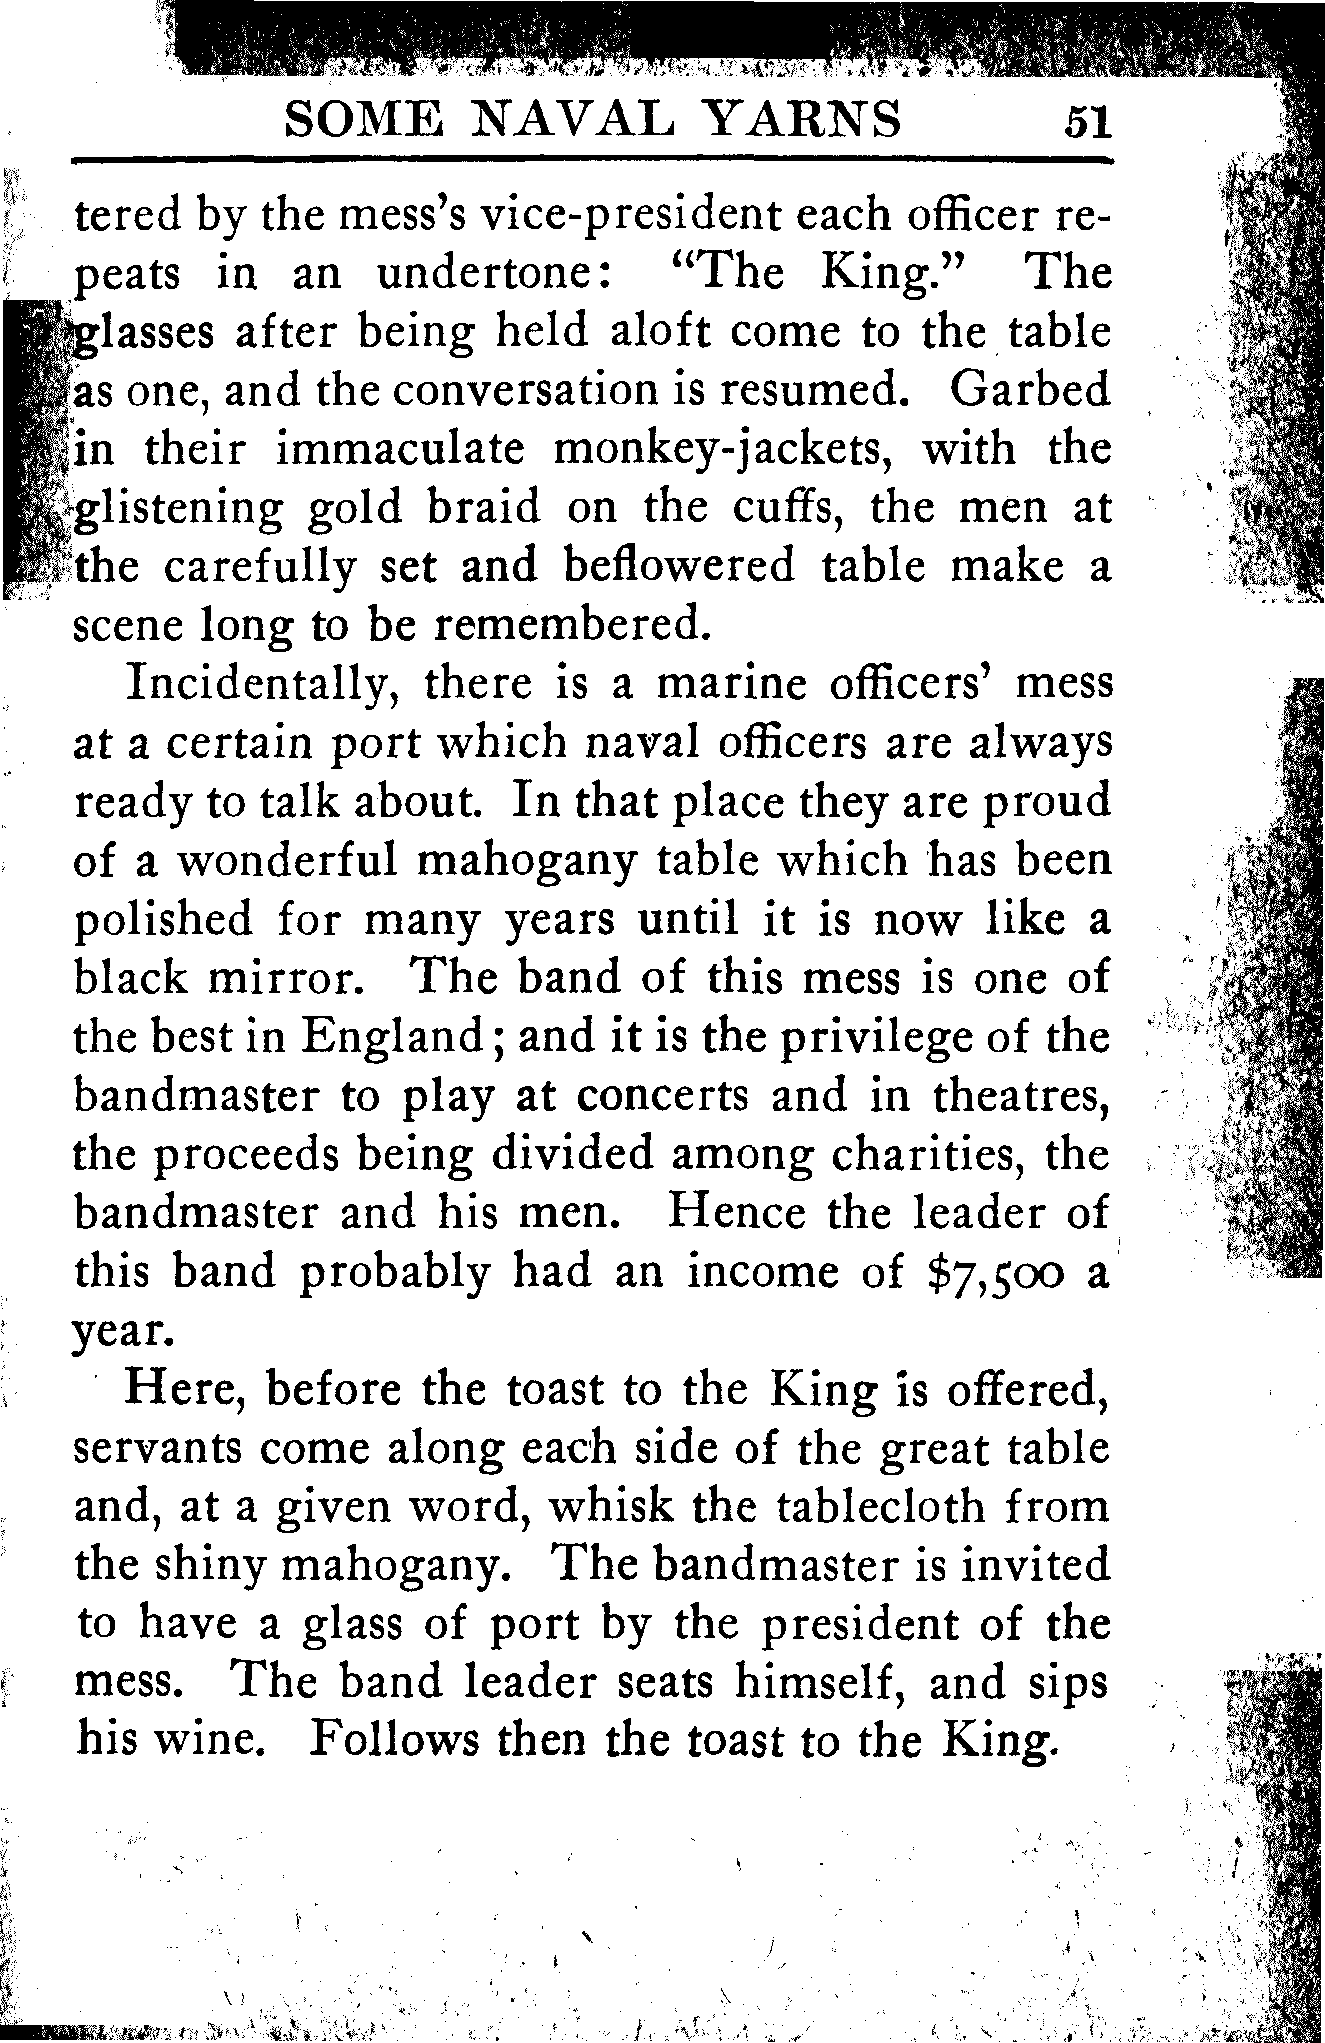 SOME NAVAL YARNS 51
tered by the mess's vice-president each officer re-
peats in an undertone: “The King.” The
glasses after being held aloft come to the table
as one, and the conversation is resumed. Garbed
in their immaculate monkey-jackets, with the
glistening gold braid on the cuffs, the men at
the carefully set and beflowered table make a
scene long to be remembered.
Incidentally, there is a marine officers' mess
at a certain port which naval officers are always
ready to talk about. In that place they are proud
of a wonderful mahogany table which has been
polished for many years until it is now like a
black mirror. The band of this mess is one of
the best in England; and it is the privilege of the
bandmaster to play at concerts and in theatres,
the proceeds being divided among charities, the
bandmaster and his men. Hence the leader of
this band probably had an income of $7,500 a
year.
Here, before the toast to the King is offered,
servants come along each side of the great table
and, at a given word, whisk the tablecloth from
the shiny mahogany. The bandmaster is invited
to have a glass of port by the president of the
mess. The band leader seats himself, and sips
his wine. Follows then the toast to the King.